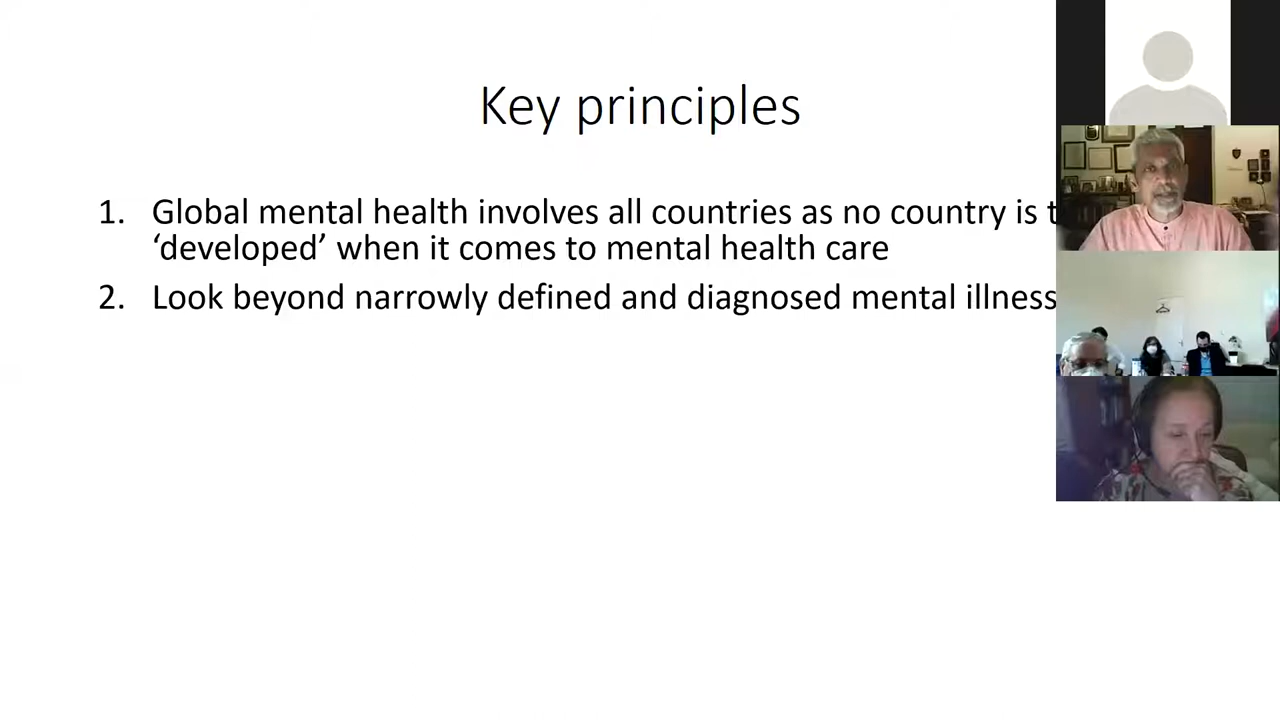 Key principles
1. Global mental health involves all countries as no country is
‘developed’ when it comes to mental health care
2. Look beyond narrowly defined and diagnosed mental illness